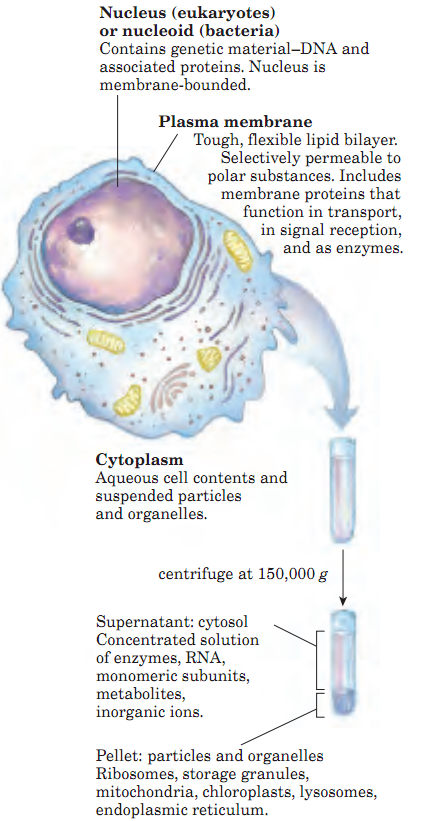 Nucleus (eukaryotes)
or nucleoid (bacteria)
Contains genetic material–DNA and
associated proteins. Nucleus is
membrane-bounded.
Plasma membrane
Tough, flexible lipid bilayer.
Selectively permeable to
polar substances. Includes
membrane proteins that
function in transport,
in signal reception,
and as enzymes.
Cytoplasm
Aqueous cell contents and
suspended particles
and organelles.
centrifuge at 150,000 g
Supernatant: cytosol
Concentrated solution
of enzymes, RNA,
monomeric subunits,
metabolites,
inorganic ions.
Pellet: particles and organelles
Ribosomes, storage granules,
mitochondria, chloroplasts, lysosomes,
endoplasmic reticulum.